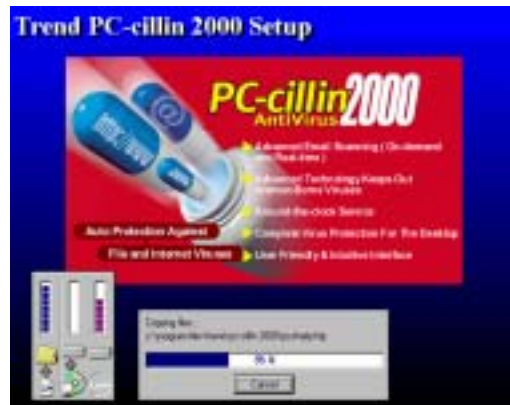 Trend PC-cillin 2000 Setup
PC-cillin 2000
AntiVirus
Advanced Email Scanning ( On-demand
and Real-time )
Advanced Technology Keeps Out
Internet-Borne Viruses
Around-the-clock Service
Auto Protection Against
Complete Virus Protection For The Desktop
File and Internet Viruses
User Friendly & Intuitive Interface
Copying files:
Cancel